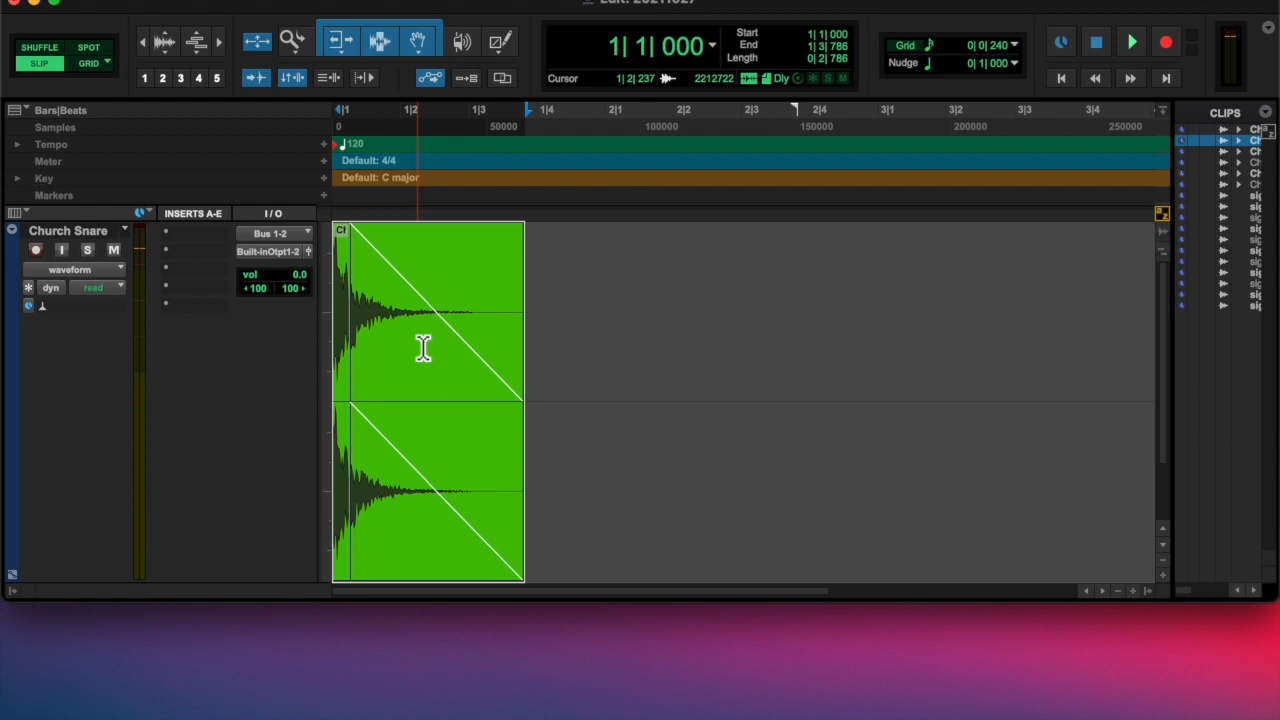 Edit: 20211027
SHUFFLE SPOT
SLIP GRID
1 2 3 4 5
1| 1| 000
Start 1| 1| 000
End 1| 3| 786
Length 0| 2| 786
Cursor 1| 2| 237 2212722 Dly S M
Grid 0| 0| 240
Nudge 0| 1| 000
Bars|Beats 1|1 1|2 1|3 1|4 2|1 2|2 2|3 2|4 3|1 3|2 3|3 3|4
Samples 0 50000 100000 150000 200000 250000
Tempo 120
Meter Default: 4/4
Key Default: C major
Markers
INSERTS A-E I / O
Church Snare
I S M
waveform
dyn read
Bus 1-2
Built-inOtpt1-2
vol 0.0
100 100
CLIPS
a z